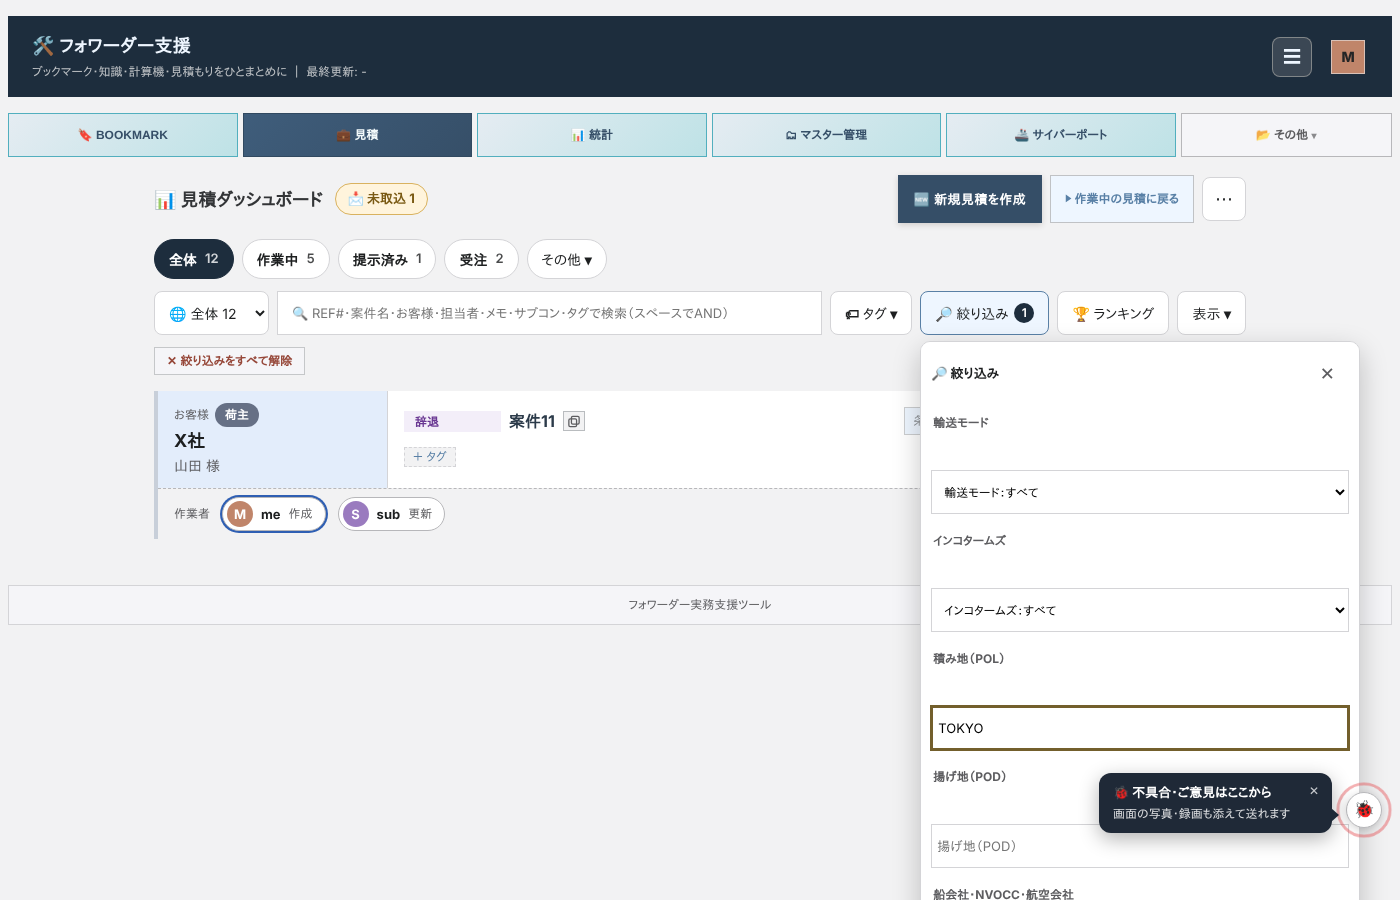 🛠️ フォワーダー支援
ブックマーク・知識・計算機・見積もりをひとまとめに ｜ 最終更新: -
☰
M
🔖 BOOKMARK
💼 見積
📊 統計
🗂 マスター管理
🚢 サイバーポート
📂 その他 ▾
📊 見積ダッシュボード
📩 未取込 1
🆕 新規見積を作成
▶ 作業中の見積に戻る
⋯
全体 12
作業中 5
提示済み 1
受注 2
その他 ▾
🌐 全体 12
🔍 REF#・案件名・お客様・担当者・メモ・サブコン・タグで検索（スペースでAND）
🏷 タグ ▾
🔎 絞り込み 1
🏆 ランキング
表示 ▾
✕ 絞り込みをすべて解除
お客様 荷主
X社
山田 様
辞退 案件11
＋ タグ
作業者 M me 作成 S sub 更新
🔎 絞り込み ✕
輸送モード
輸送モード：すべて
インコタームズ
インコタームズ：すべて
積み地（POL）
TOKYO
揚げ地（POD）
揚げ地（POD）
船会社・NVOCC・航空会社
🐞 不具合・ご意見はここから ✕
画面の写真・録画も添えて送れます
フォワーダー実務支援ツール